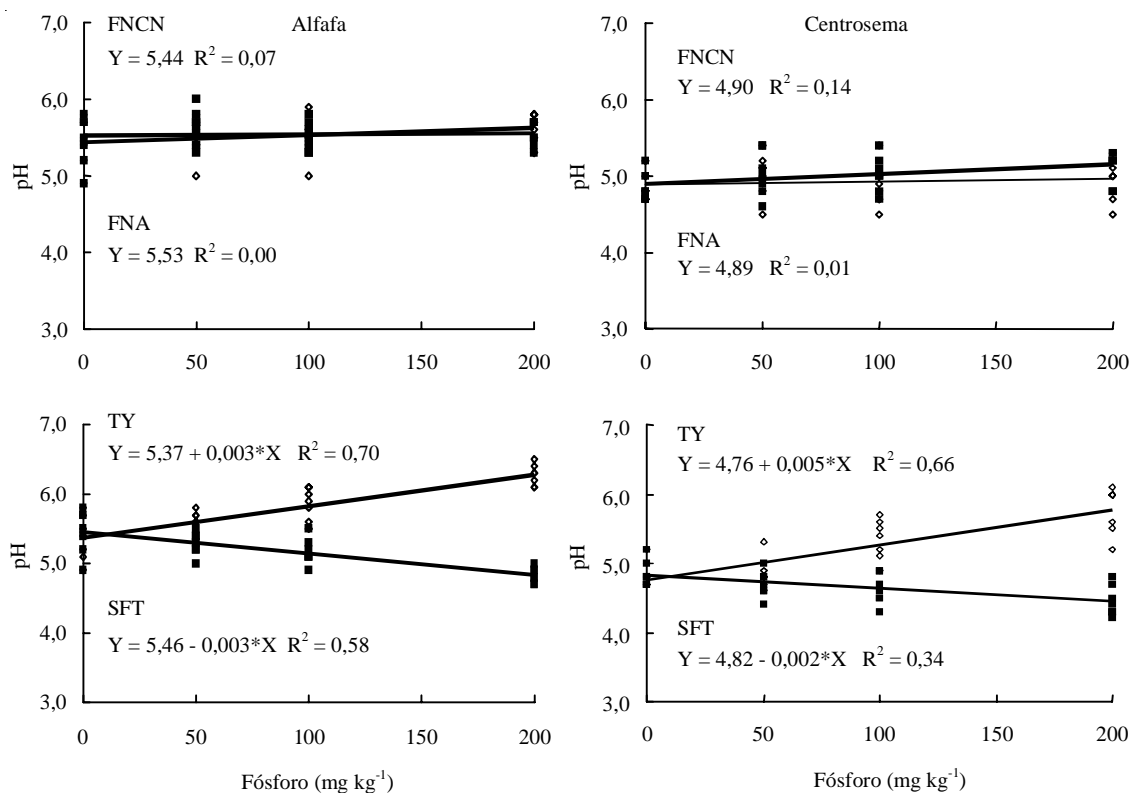 FNCN Alfafa
Y = 5,44 R² = 0,07
FNA
Y = 5,53 R² = 0,00
pH
7,0
6,0
5,0
4,0
3,0
0 50 100 150 200
Centrosema
FNCN
Y = 4,90 R² = 0,14
FNA
Y = 4,89 R² = 0,01
pH
7,0
6,0
5,0
4,0
3,0
0 50 100 150 200
TY
Y = 5,37 + 0,003*X R² = 0,70
SFT
Y = 5,46 - 0,003*X R² = 0,58
pH
7,0
6,0
5,0
4,0
3,0
0 50 100 150 200
Fósforo (mg kg⁻¹)
TY
Y = 4,76 + 0,005*X R² = 0,66
SFT
Y = 4,82 - 0,002*X R² = 0,34
pH
7,0
6,0
5,0
4,0
3,0
0 50 100 150 200
Fósforo (mg kg⁻¹)